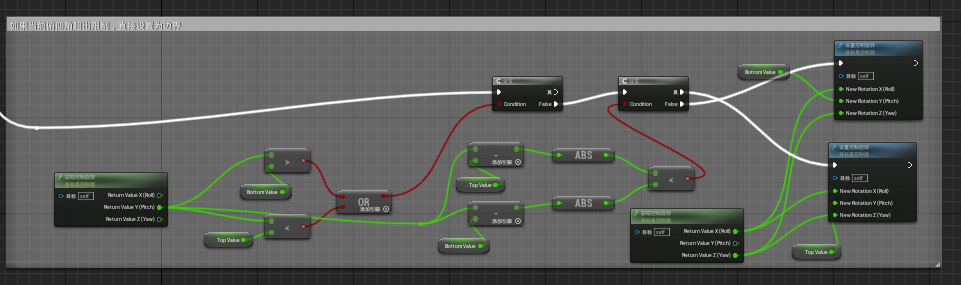 如果当前俯仰角超出限制，直接设置为边界
获取控制旋转
目标是控制器
目标 self
Return Value X (Roll)
Return Value Y (Pitch)
Return Value Z (Yaw)
>
Bottom Value
<
Top Value
OR
添加引脚
分支
真
Condition
False
-
添加引脚
Top Value
-
添加引脚
Bottom Value
ABS
ABS
<
分支
真
Condition
False
获取控制旋转
目标是控制器
目标 self
Return Value X (Roll)
Return Value Y (Pitch)
Return Value Z (Yaw)
Bottom Value
设置控制旋转
目标是控制器
目标 self
New Rotation X (Roll)
New Rotation Y (Pitch)
New Rotation Z (Yaw)
设置控制旋转
目标是控制器
目标 self
New Rotation X (Roll)
New Rotation Y (Pitch)
New Rotation Z (Yaw)
Top Value